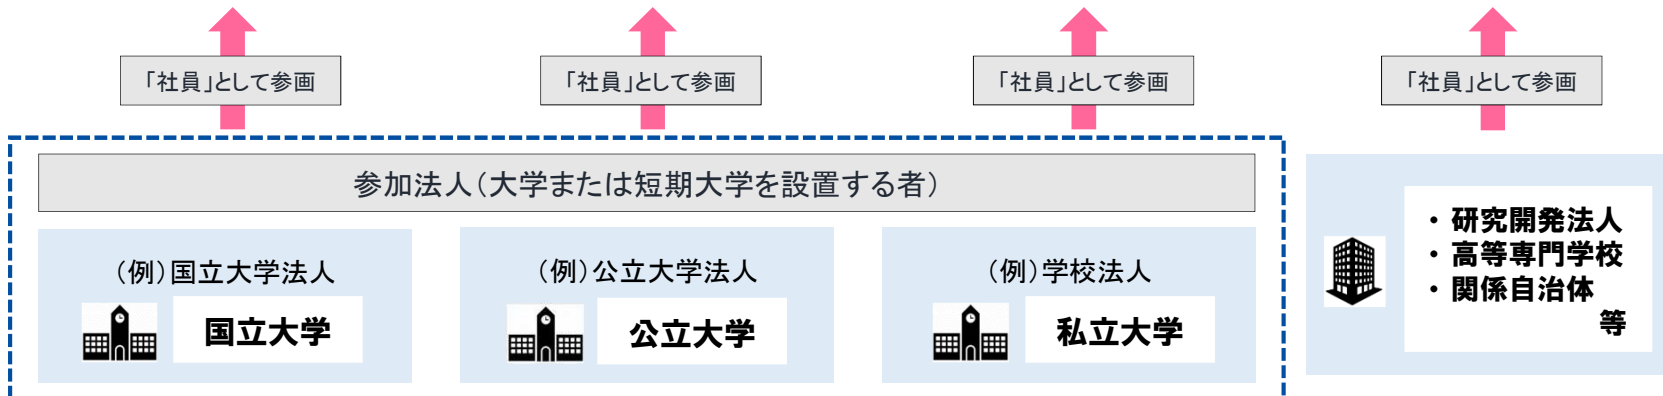 「社員」として参画
「社員」として参画
「社員」として参画
「社員」として参画
参加法人（大学または短期大学を設置する者）
（例）国立大学法人
国立大学
（例）公立大学法人
公立大学
（例）学校法人
私立大学
・ 研究開発法人
・ 高等専門学校
・ 関係自治体
等